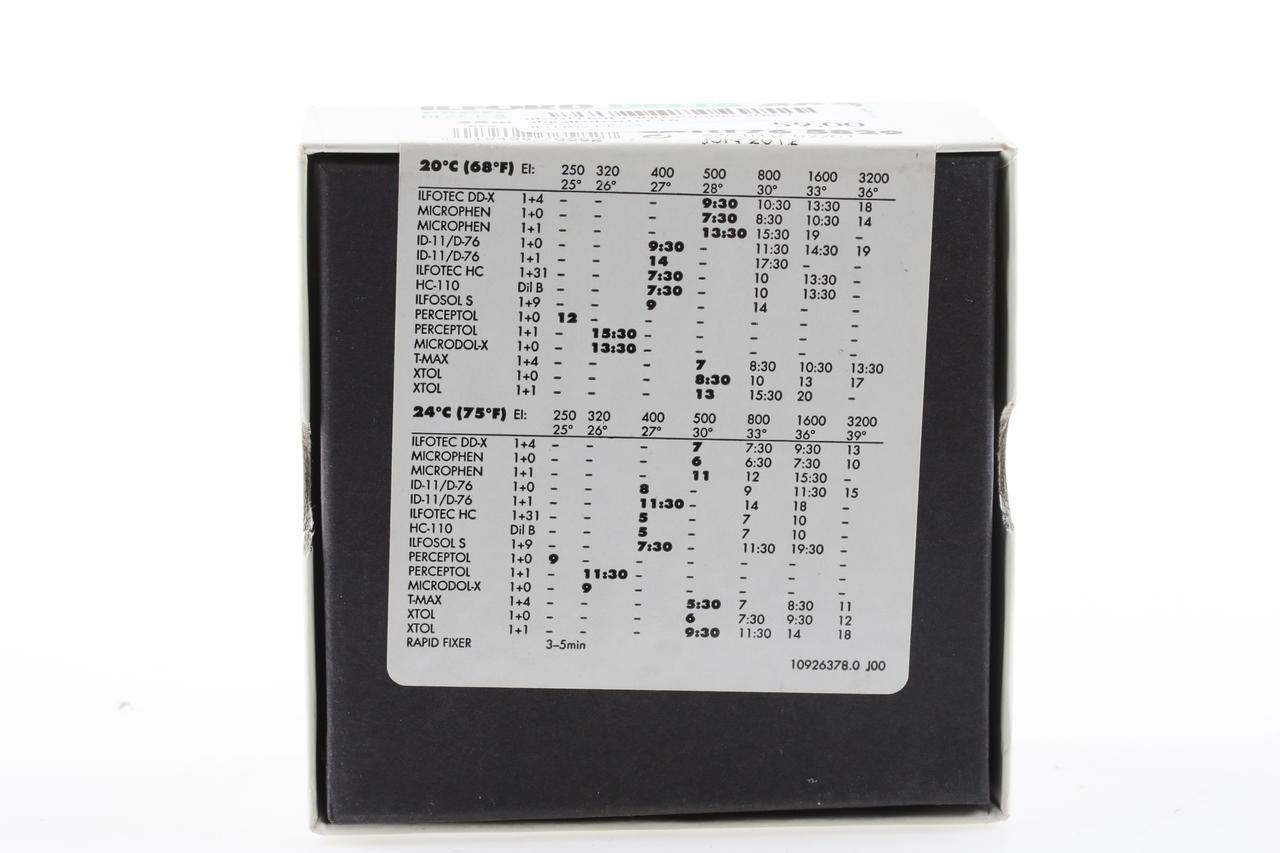 ILFORD DELTA 400
59.00
JUN 2012
20°C (68°F) EI: 250 320 400 500 800 1600 3200
25° 26° 27° 28° 30° 33° 36°
ILFOTEC DD-X 1+4 – – – 9:30 10:30 13:30 18
MICROPHEN 1+0 – – – 7:30 8:30 10:30 14
MICROPHEN 1+1 – – – 13:30 15:30 19 –
ID-11/D-76 1+0 – – 9:30 – 11:30 14:30 19
ID-11/D-76 1+1 – – 14 – 17:30 – –
ILFOTEC HC 1+31 – – 7:30 – 10 13:30 –
HC-110 Dil B – – 7:30 – 10 13:30 –
ILFOSOL S 1+9 – – 9 – 14 – –
PERCEPTOL 1+0 12 – – – – – –
PERCEPTOL 1+1 – 15:30 – – – – –
MICRODOL-X 1+0 – 13:30 – – – – –
T-MAX 1+4 – – – 7 8:30 10:30 13:30
XTOL 1+0 – – – 8:30 10 13 17
XTOL 1+1 – – – 13 15:30 20 –
24°C (75°F) EI: 250 320 400 500 800 1600 3200
25° 26° 27° 30° 33° 36° 39°
ILFOTEC DD-X 1+4 – – – 7 7:30 9:30 13
MICROPHEN 1+0 – – – 6 6:30 7:30 10
MICROPHEN 1+1 – – – 11 12 15:30 –
ID-11/D-76 1+0 – – 8 – 9 11:30 15
ID-11/D-76 1+1 – – 11:30 – 14 18 –
ILFOTEC HC 1+31 – – 5 – 7 10 –
HC-110 Dil B – – 5 – 7 10 –
ILFOSOL S 1+9 – – 7:30 – 11:30 19:30 –
PERCEPTOL 1+0 9 – – – – – –
PERCEPTOL 1+1 – 11:30 – – – – –
MICRODOL-X 1+0 – 9 – – – – –
T-MAX 1+4 – – – 5:30 7 8:30 11
XTOL 1+0 – – – 6 7:30 9:30 12
XTOL 1+1 – – – 9:30 11:30 14 18
RAPID FIXER 3–5min
10926378.0 J00